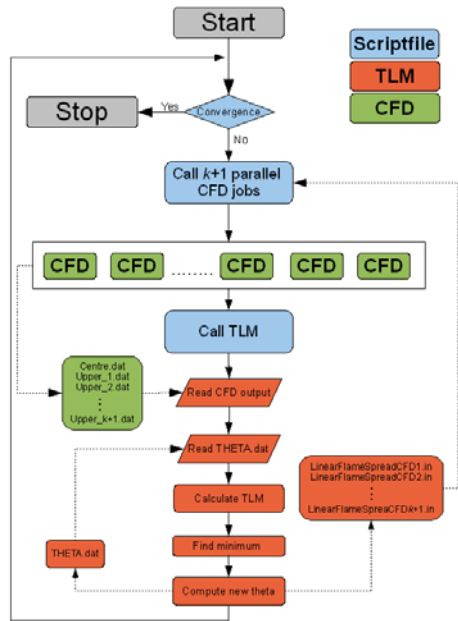 Start
Scriptfile
TLM
CFD
Stop
Yes
Convergence
No
Call k+1 parallel
CFD jobs
CFD CFD ........ CFD CFD CFD
Call TLM
Centre.dat
Upper_1.dat
Upper_2.dat
⋮
Upper_k+1.dat
Read CFD output
Read THETA.dat
LinearFlameSpreadCFD1.in
LinearFlameSpreadCFD2.in
⋮
LinearFlameSpreaCFDk+1.in
Calculate TLM
Find minimum
THETA.dat
Compute new theta